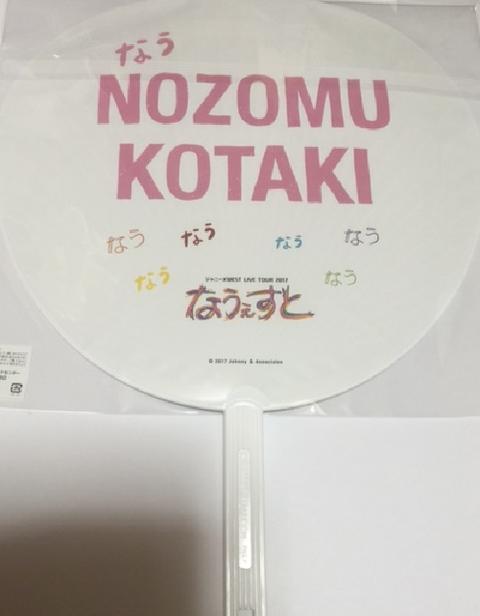 なう
NOZOMU
KOTAKI
なう なう なう なう
なう なう
ジャニーズWEST LIVE TOUR 2017
なうぇすと
© 2017 Johnny & Associates